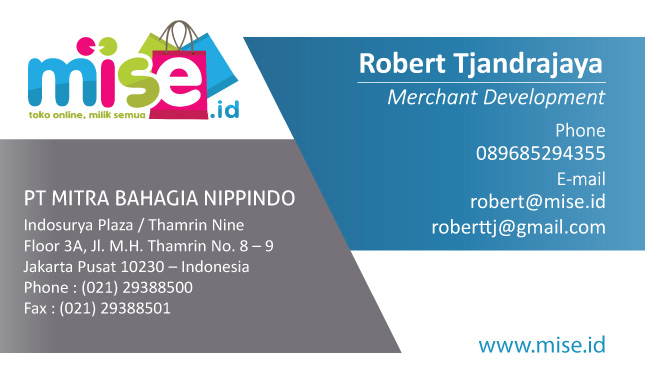 mise.id
toko online, milik semua
Robert Tjandrajaya
Merchant Development
Phone
089685294355
E-mail
robert@mise.id
roberttj@gmail.com
PT MITRA BAHAGIA NIPPINDO
Indosurya Plaza / Thamrin Nine
Floor 3A, Jl. M.H. Thamrin No. 8 – 9
Jakarta Pusat 10230 – Indonesia
Phone : (021) 29388500
Fax : (021) 29388501
www.mise.id